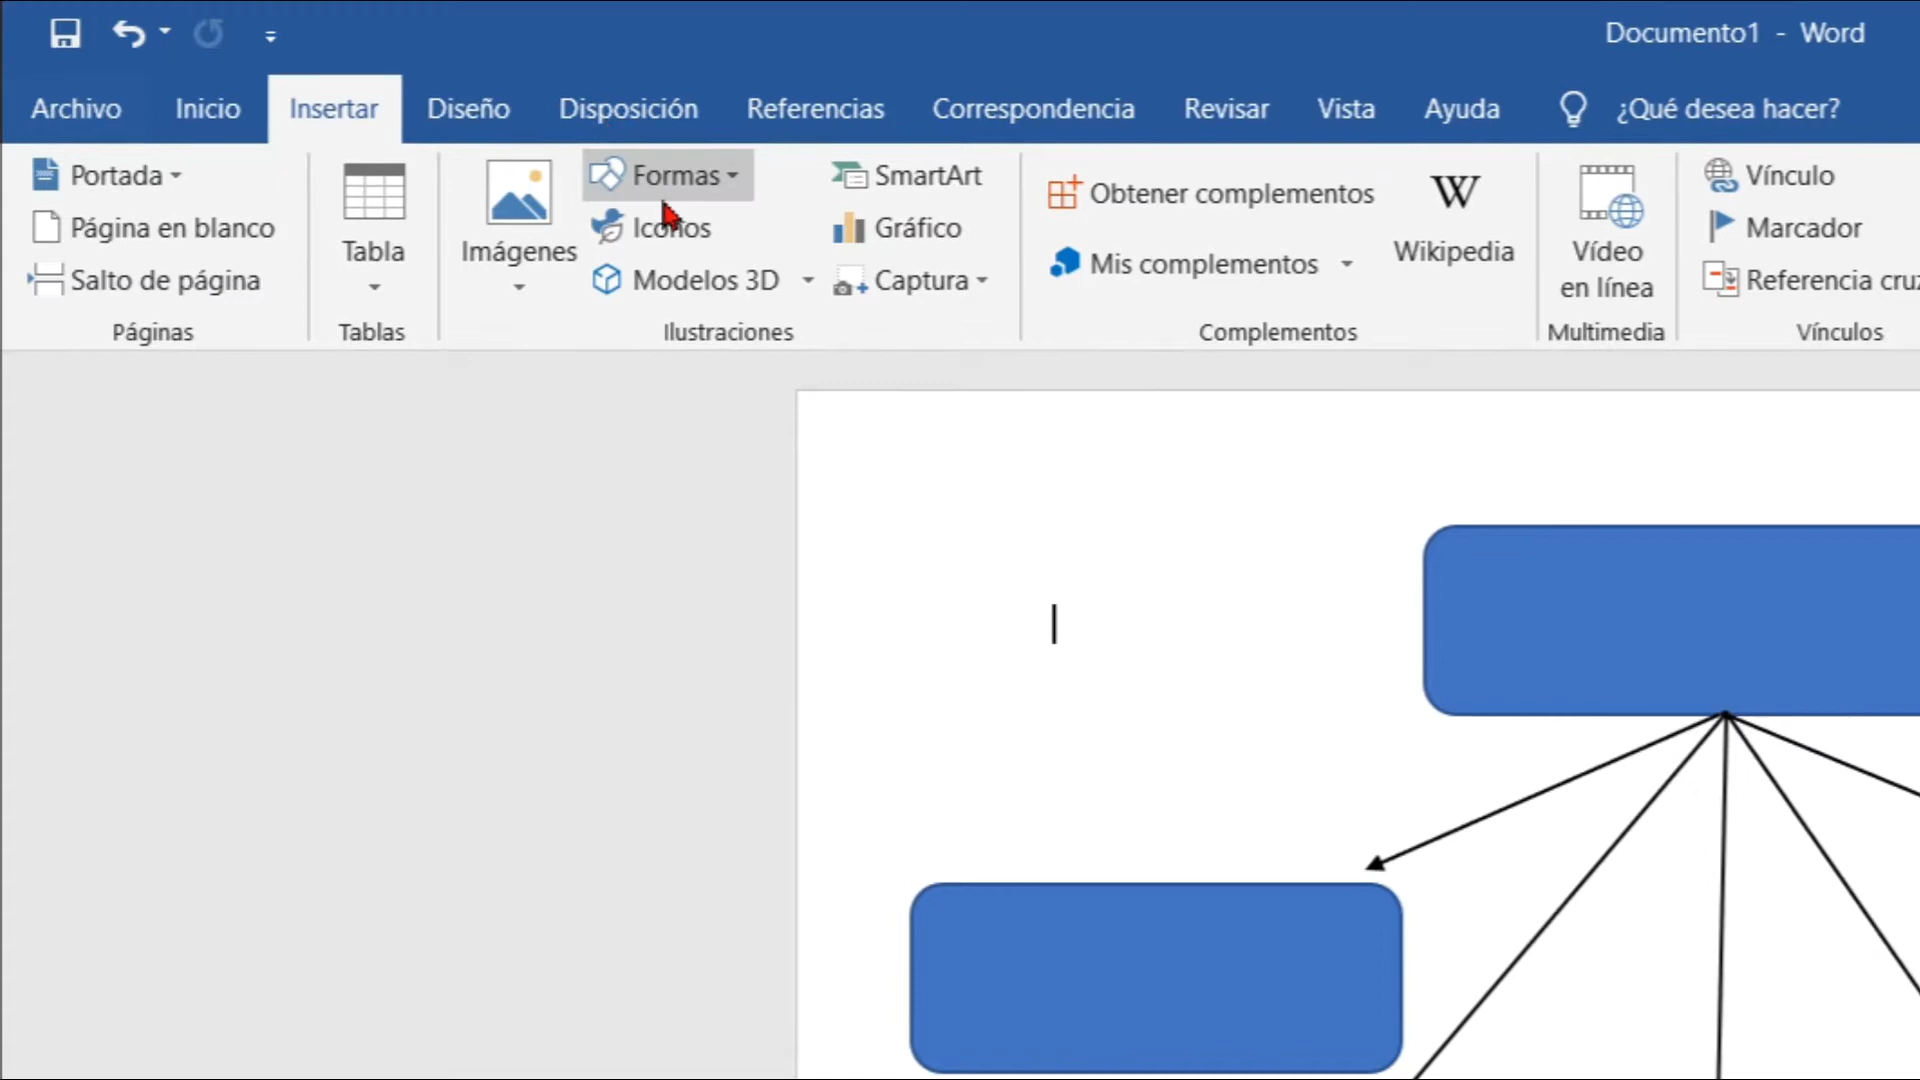 Documento1 - Word
Archivo Inicio Insertar Diseño Disposición Referencias Correspondencia Revisar Vista Ayuda ¿Qué desea hacer?
Portada
Página en blanco
Salto de página
Páginas
Tabla
Tablas
Imágenes
Formas
Iconos
Modelos 3D
SmartArt
Gráfico
Captura
Ilustraciones
Obtener complementos
Mis complementos
W
Wikipedia
Complementos
Vídeo
en línea
Multimedia
Vínculo
Marcador
Referencia cruz
Vínculos